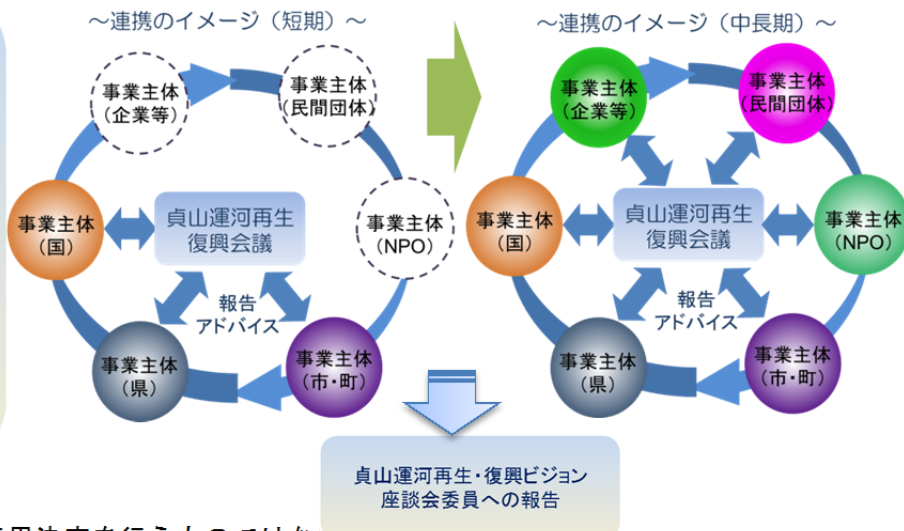 ～連携のイメージ（短期）～
事業主体
（企業等）
事業主体
（民間団体）
事業主体
（国）
貞山運河再生
復興会議
事業主体
（NPO）
報告
アドバイス
事業主体
（県）
事業主体
（市・町）
～連携のイメージ（中長期）～
事業主体
（企業等）
事業主体
（民間団体）
事業主体
（国）
貞山運河再生
復興会議
事業主体
（NPO）
報告
アドバイス
事業主体
（県）
事業主体
（市・町）
貞山運河再生・復興ビジョン
座談会委員への報告